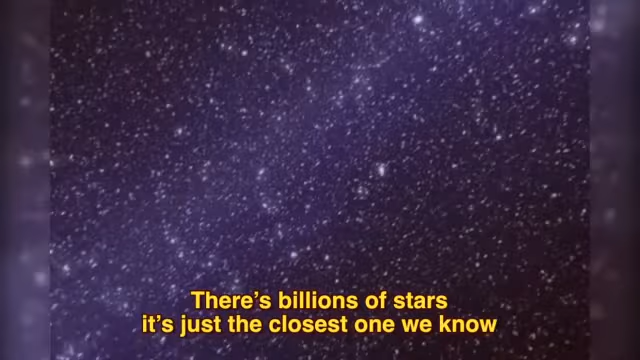 There’s billions of stars
it’s just the closest one we know